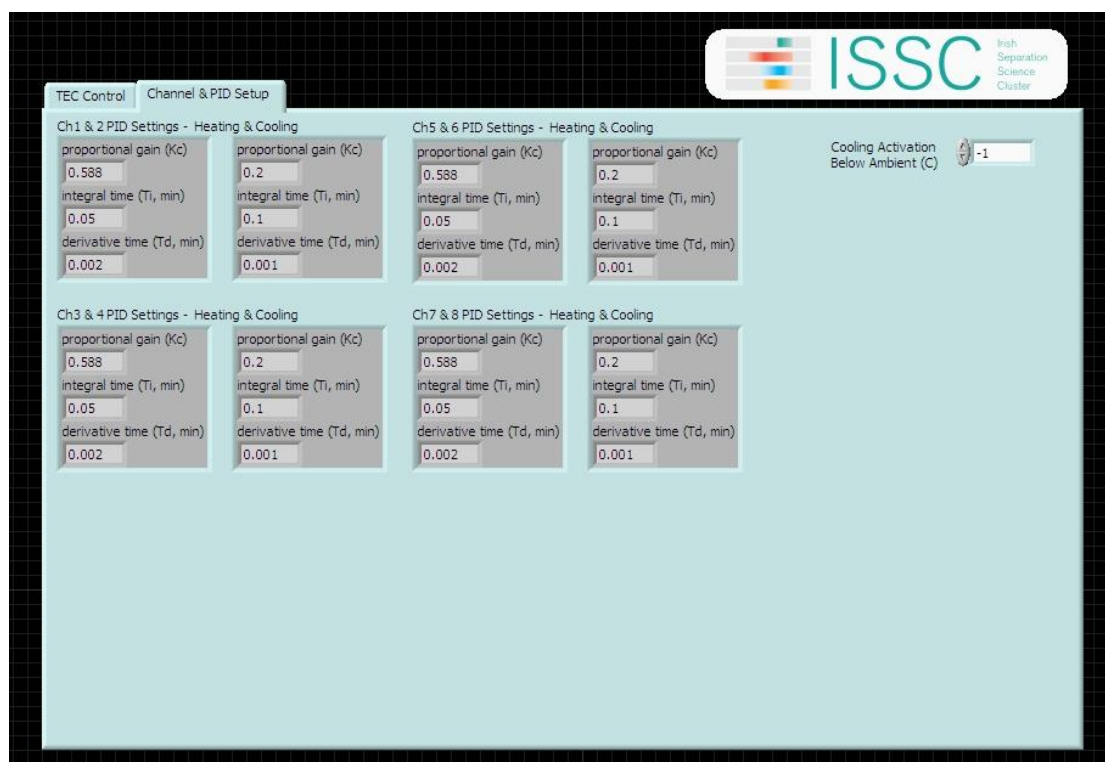 ISSC
Irish
Separation
Science
Cluster
TEC Control
Channel & PID Setup
Ch1 & 2 PID Settings - Heating & Cooling
proportional gain (Kc)
0.588
integral time (Ti, min)
0.05
derivative time (Td, min)
0.002
proportional gain (Kc)
0.2
integral time (Ti, min)
0.1
derivative time (Td, min)
0.001
Ch5 & 6 PID Settings - Heating & Cooling
proportional gain (Kc)
0.588
integral time (Ti, min)
0.05
derivative time (Td, min)
0.002
proportional gain (Kc)
0.2
integral time (Ti, min)
0.1
derivative time (Td, min)
0.001
Cooling Activation
Below Ambient (C)
-1
Ch3 & 4 PID Settings - Heating & Cooling
proportional gain (Kc)
0.588
integral time (Ti, min)
0.05
derivative time (Td, min)
0.002
proportional gain (Kc)
0.2
integral time (Ti, min)
0.1
derivative time (Td, min)
0.001
Ch7 & 8 PID Settings - Heating & Cooling
proportional gain (Kc)
0.588
integral time (Ti, min)
0.05
derivative time (Td, min)
0.002
proportional gain (Kc)
0.2
integral time (Ti, min)
0.1
derivative time (Td, min)
0.001